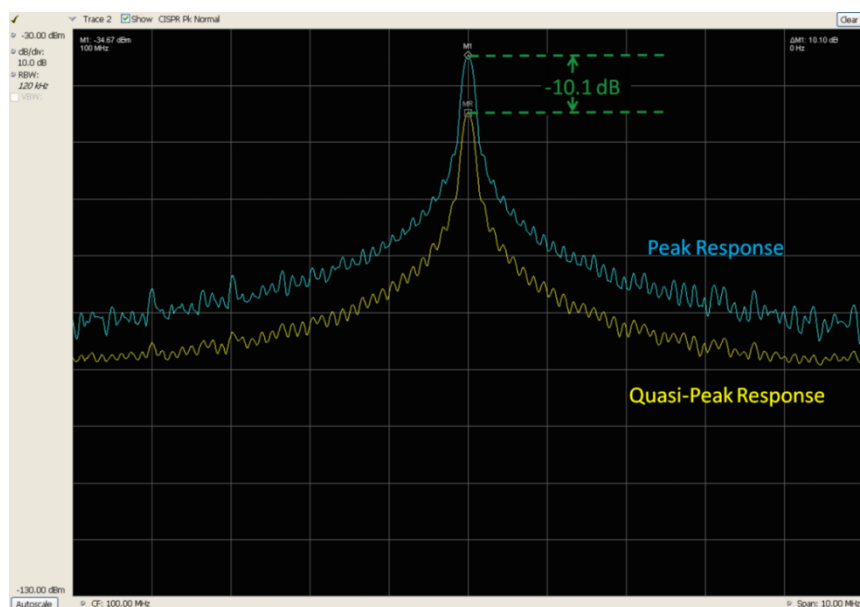 Trace 2 Show CISPR Pk Normal Clear
-30.00 dBm
dB/div:
10.0 dB
RBW:
120 kHz
VBW:
M1: -34.67 dBm
100 MHz
M1
ΔM1: 10.10 dB
0 Hz
-10.1 dB
MR
Peak Response
Quasi-Peak Response
-130.00 dBm
Autoscale CF: 100.00 MHz Span: 10.00 MHz